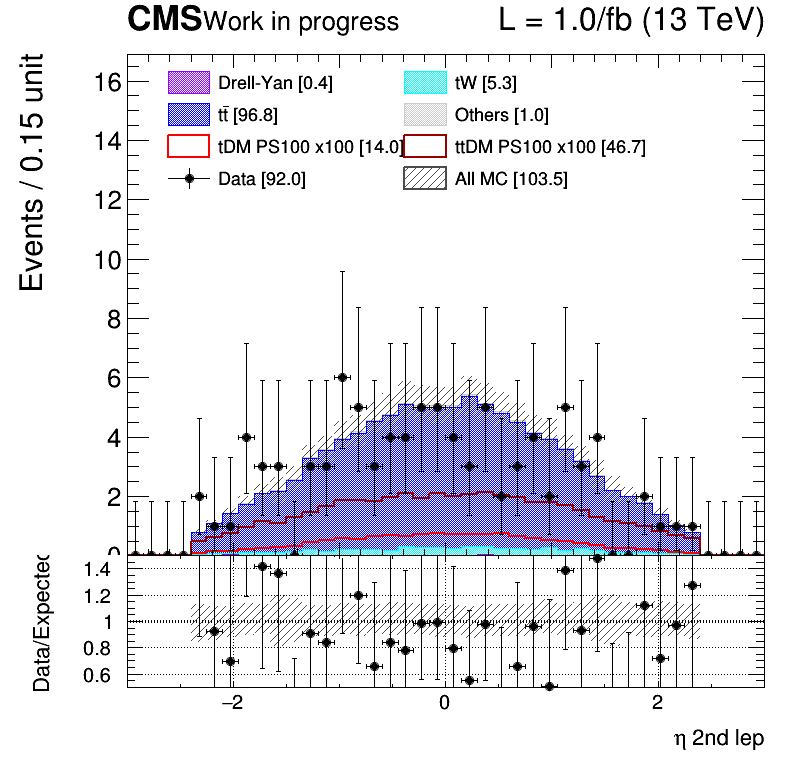 CMS Work in progress L = 1.0/fb (13 TeV)
Events / 0.15 unit
16
14
12
10
8
6
4
2
0
Drell-Yan [0.4] tW [5.3]
tt̄ [96.8] Others [1.0]
tDM PS100 x100 [14.0] ttDM PS100 x100 [46.7]
Data [92.0] All MC [103.5]
Data/Expected
1.4
1.2
1
0.8
0.6
−2 0 2
η 2nd lep